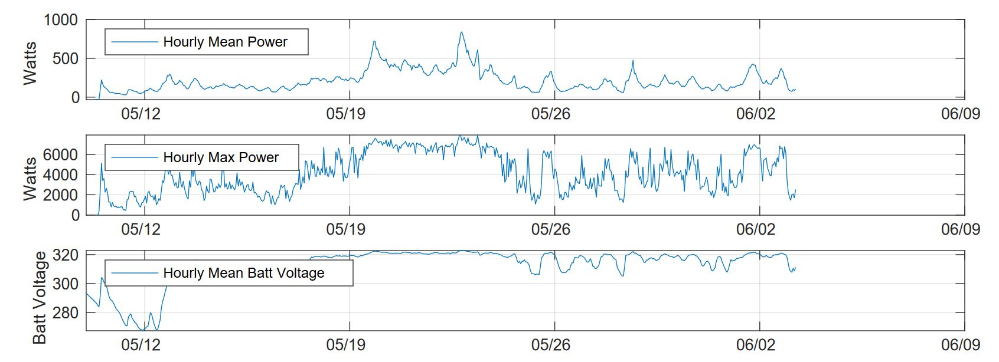 1000
500
0
Watts
Hourly Mean Power
05/12 05/19 05/26 06/02 06/09
6000
4000
2000
0
Watts
Hourly Max Power
05/12 05/19 05/26 06/02 06/09
320
300
280
Batt Voltage
Hourly Mean Batt Voltage
05/12 05/19 05/26 06/02 06/09